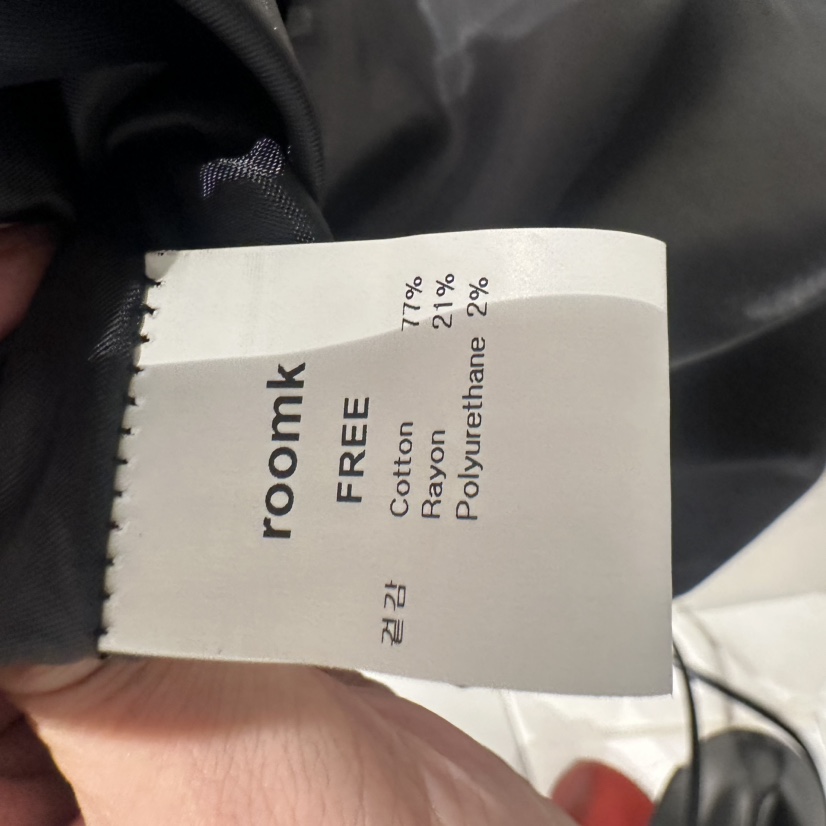 roomk
FREE
겉감 Cotton 77%
Rayon 21%
Polyurethane 2%